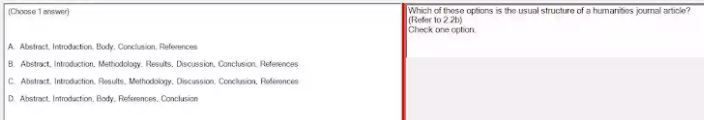 (Choose 1 answer)
A. Abstract, Introduction, Body, Conclusion, References
B. Abstract, Introduction, Methodology, Results, Discussion, Conclusion, References
C. Abstract, Introduction, Results, Methodology, Discussion, Conclusion, References
D. Abstract, Introduction, Body, References, Conclusion
Which of these options is the usual structure of a humanities journal article?
(Refer to 2.2b)
Check one option.